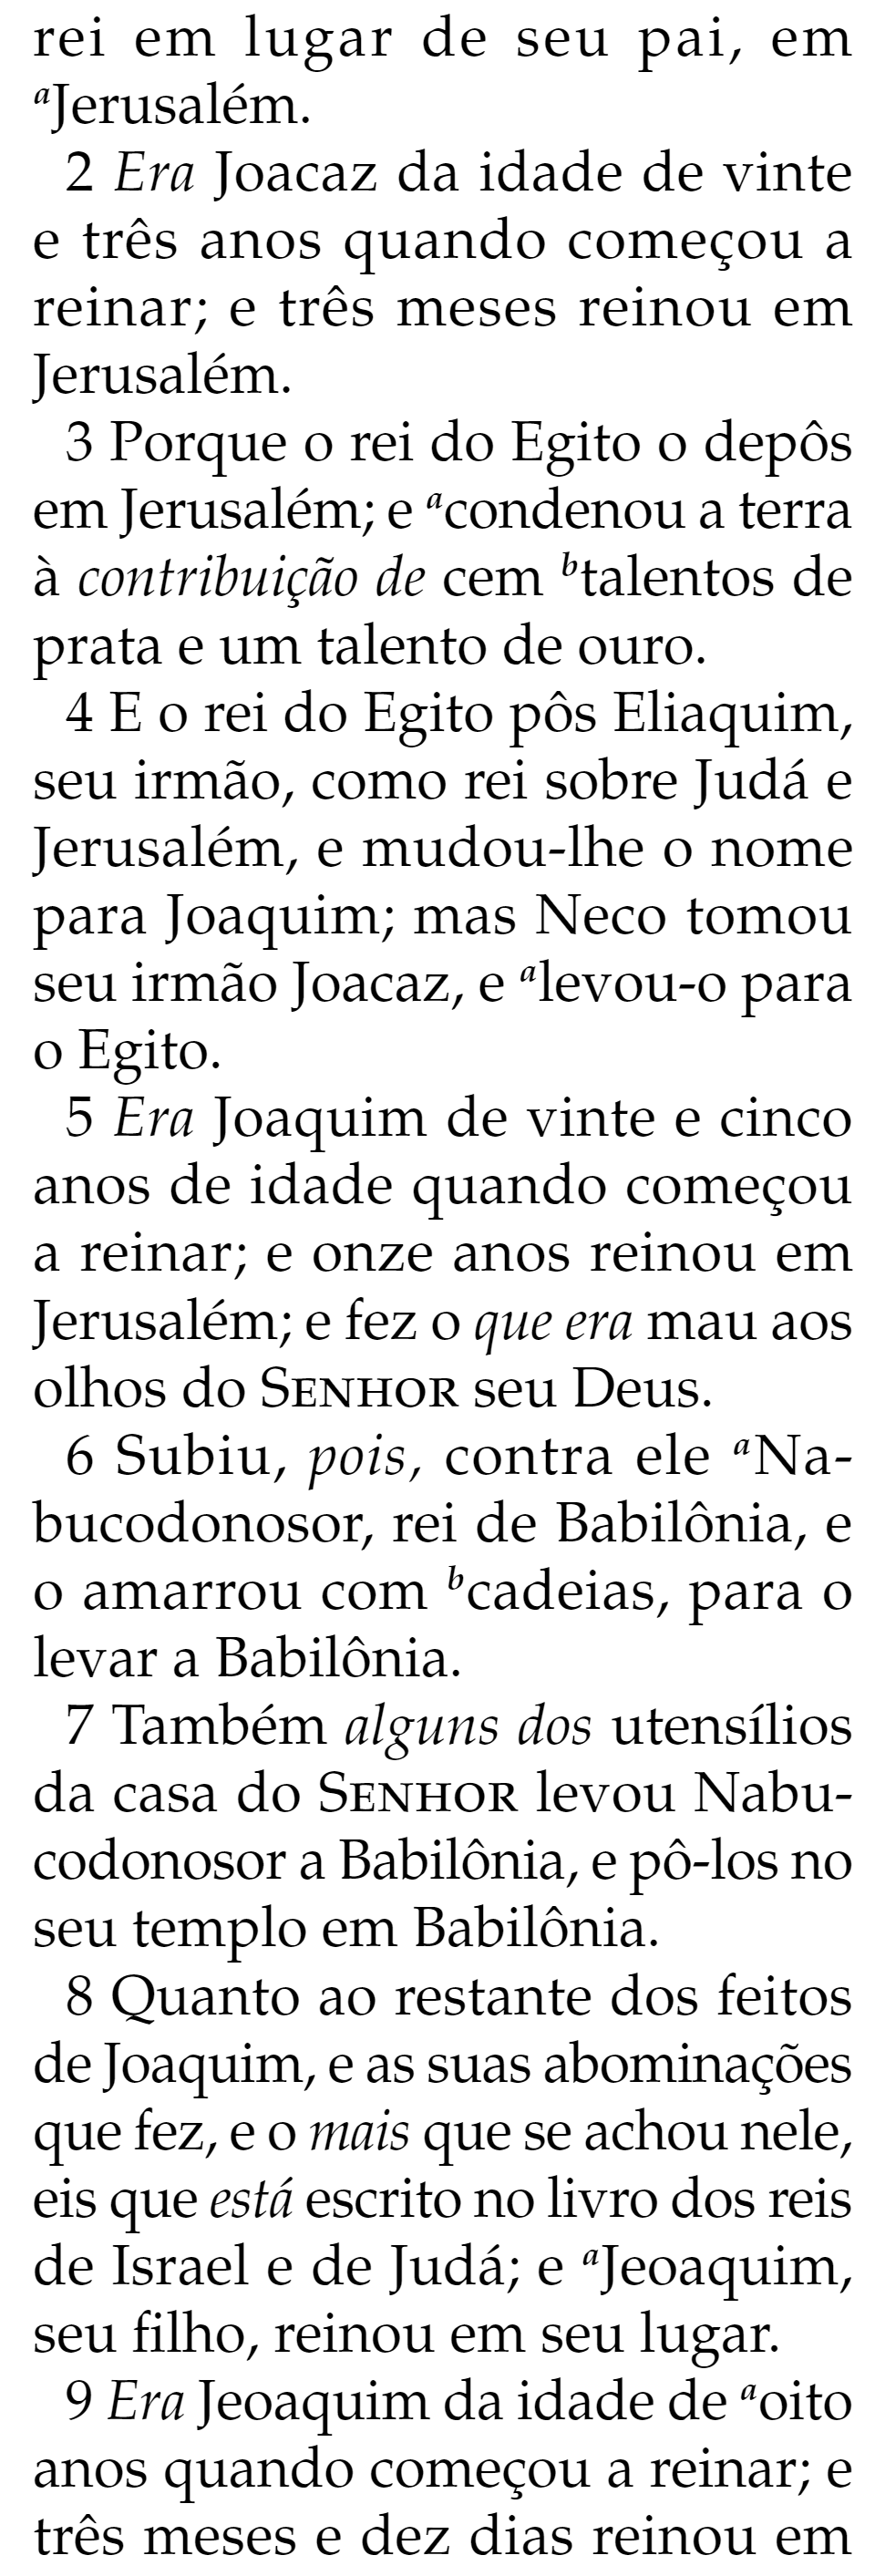 rei em lugar de seu pai, em
aJerusalém.
2 Era Joacaz da idade de vinte
e três anos quando começou a
reinar; e três meses reinou em
Jerusalém.
3 Porque o rei do Egito o depôs
em Jerusalém; e acondenou a terra
à contribuição de cem btalentos de
prata e um talento de ouro.
4 E o rei do Egito pôs Eliaquim,
seu irmão, como rei sobre Judá e
Jerusalém, e mudou-lhe o nome
para Joaquim; mas Neco tomou
seu irmão Joacaz, e alevou-o para
o Egito.
5 Era Joaquim de vinte e cinco
anos de idade quando começou
a reinar; e onze anos reinou em
Jerusalém; e fez o que era mau aos
olhos do SENHOR seu Deus.
6 Subiu, pois, contra ele aNa-
bucodonosor, rei de Babilônia, e
o amarrou com bcadeias, para o
levar a Babilônia.
7 Também alguns dos utensílios
da casa do SENHOR levou Nabu-
codonosor a Babilônia, e pô-los no
seu templo em Babilônia.
8 Quanto ao restante dos feitos
de Joaquim, e as suas abominações
que fez, e o mais que se achou nele,
eis que está escrito no livro dos reis
de Israel e de Judá; e aJeoaquim,
seu filho, reinou em seu lugar.
9 Era Jeoaquim da idade de aoito
anos quando começou a reinar; e
três meses e dez dias reinou em